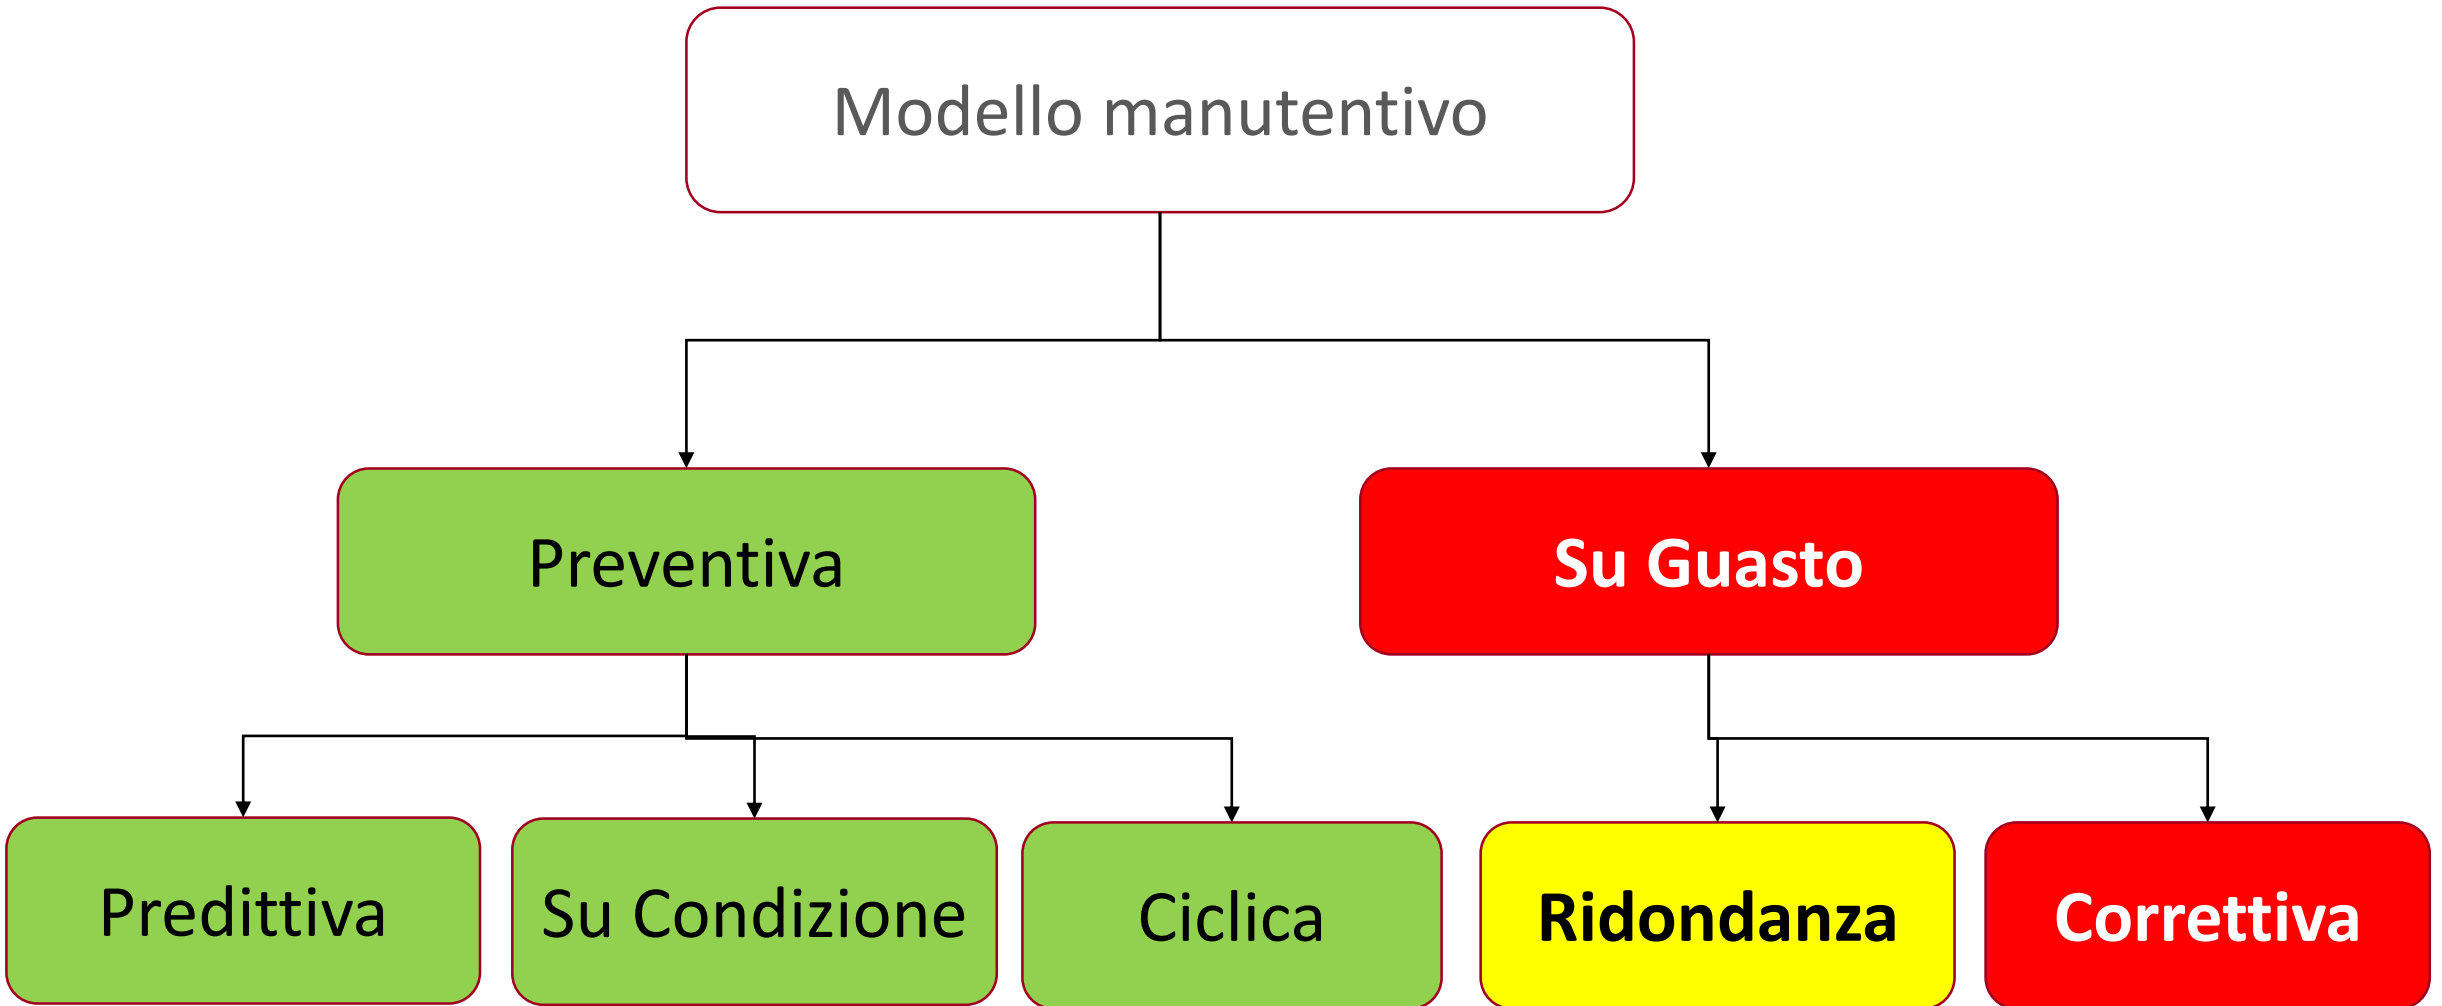 Modello manutentivo
Preventiva
Su Guasto
Predittiva
Su Condizione
Ciclica
Ridondanza
Correttiva